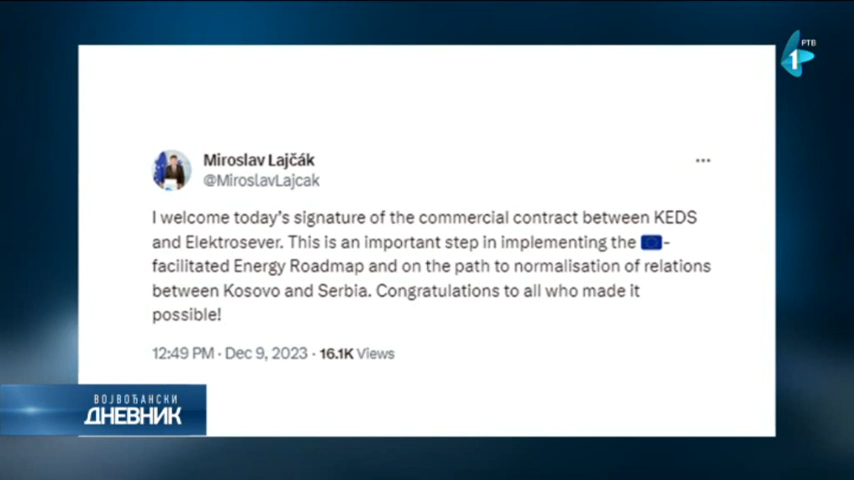 РТВ
1
Miroslav Lajčák
@MiroslavLajcak
I welcome today's signature of the commercial contract between KEDS
and Elektrosever. This is an important step in implementing the 🇪🇺-
facilitated Energy Roadmap and on the path to normalisation of relations
between Kosovo and Serbia. Congratulations to all who made it
possible!
12:49 PM · Dec 9, 2023 · 16.1K Views
ВОЈВОЂАНСКИ
ДНЕВНИК